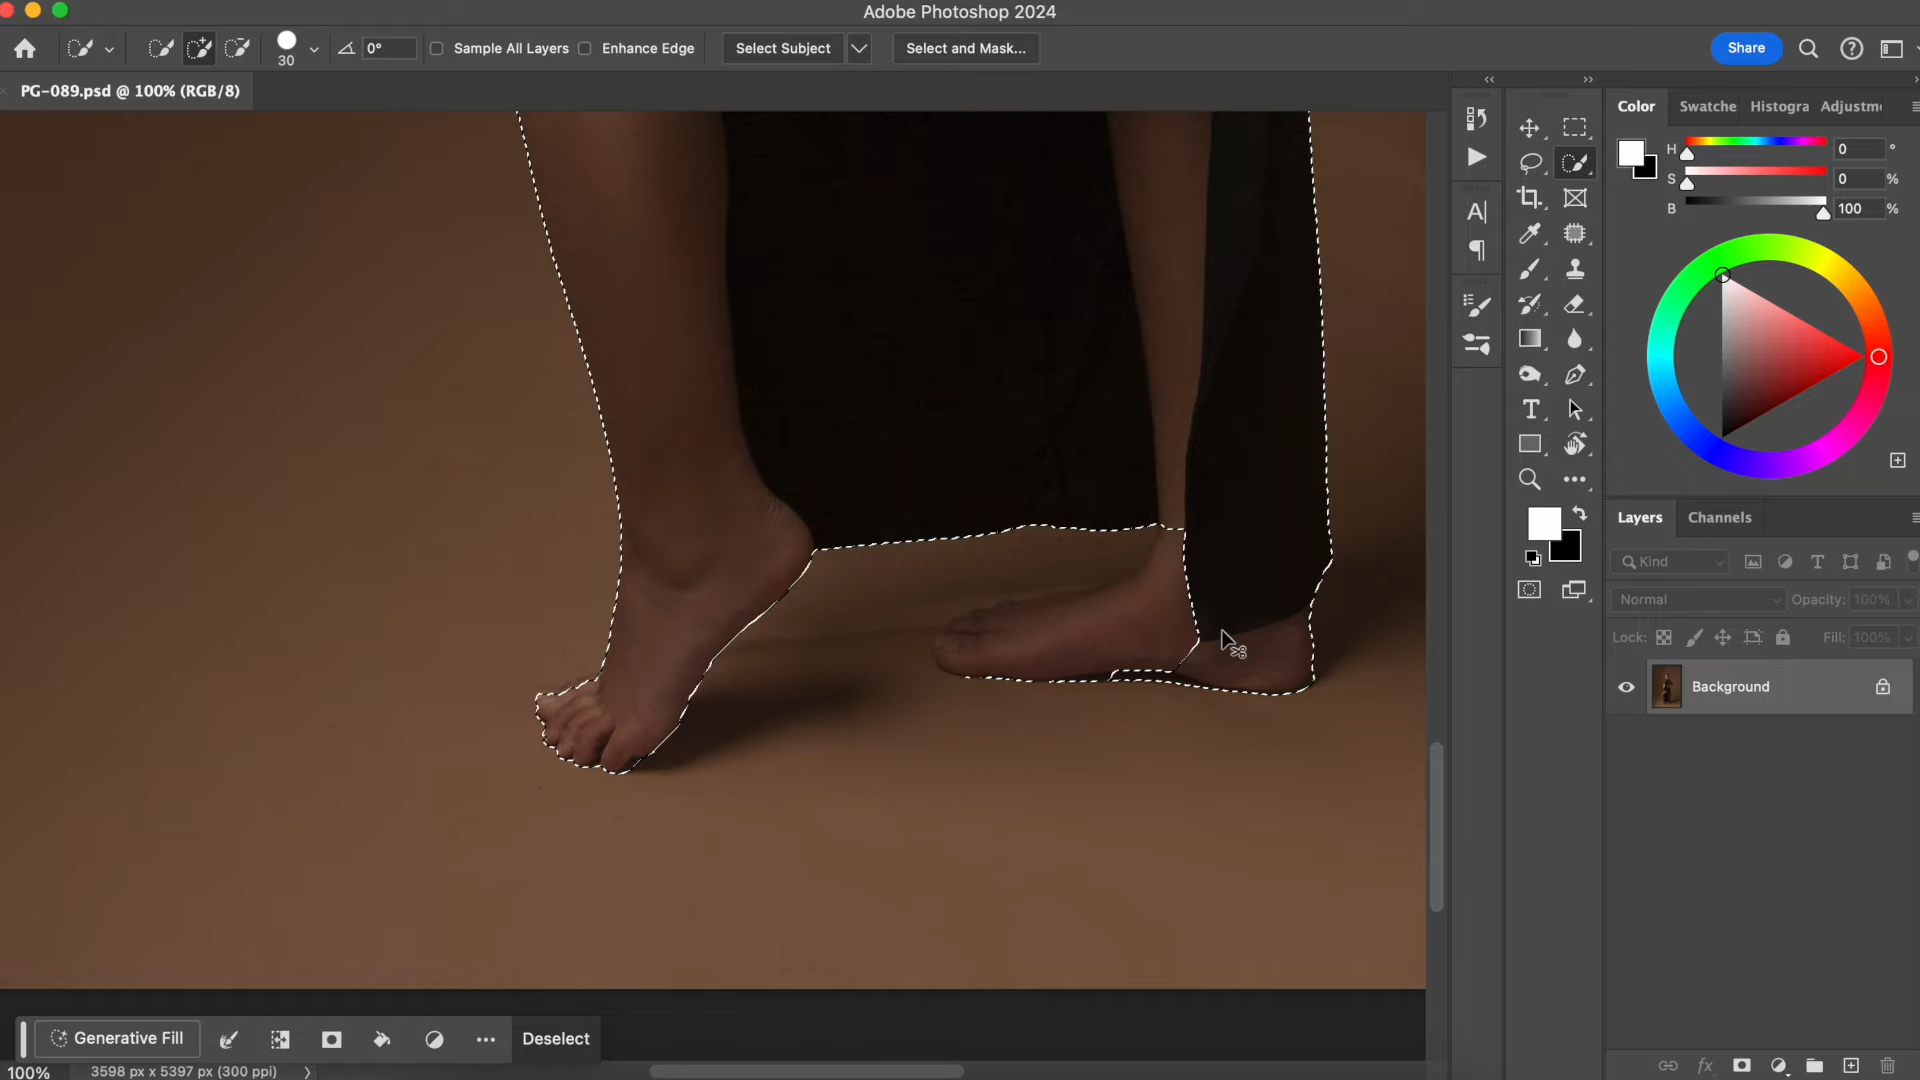 Adobe Photoshop 2024
30
0°
Sample All Layers
Enhance Edge
Select Subject
Select and Mask...
Share
PG-089.psd @ 100% (RGB/8)
Color
Swatche
Histogra
Adjustm
H 0 °
S 0 %
B 100 %
Layers
Channels
Kind
Normal
Opacity: 100%
Lock:
Fill: 100%
Background
Generative Fill
Deselect
100%
3598 px x 5397 px (300 ppi)